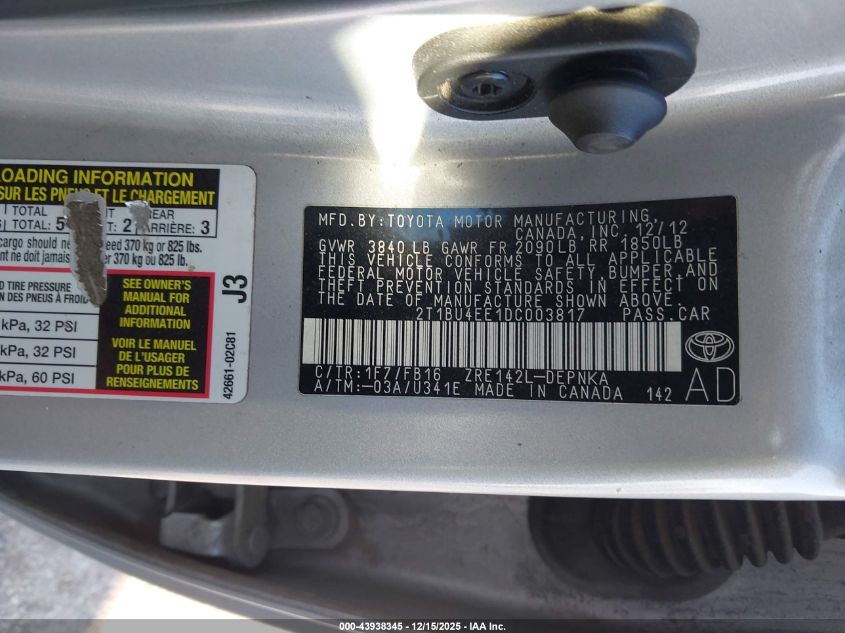 LOADING INFORMATION
SUR LES PNEUS ET LE CHARGEMENT
TOTAL REAR
TOTAL: 5 2 ARRIÈRE: 3
cargo should ne exceed 370 kg or 825 lbs.
nt ne doit jamais er 370 kg ou 825 lb.
TIRE PRESSURE
DES PNEUS À FROID
kPa, 32 PSI
kPa, 32 PSI
kPa, 60 PSI
SEE OWNER'S
MANUAL FOR
ADDITIONAL
INFORMATION
VOIR LE MANUEL
DE L'USAGER
POUR PLUS DE
RENSEIGNEMENTS
J3
42661-02C81
MFD. BY: TOYOTA MOTOR MANUFACTURING,
CANADA, INC. 12/12
GVWR 3840 LB GAWR FR 2090LB RR 1850LB
THIS VEHICLE CONFORMS TO ALL APPLICABLE
FEDERAL MOTOR VEHICLE SAFETY, BUMPER, AND
THEFT PREVENTION STANDARDS IN EFFECT ON
THE DATE OF MANUFACTURE SHOWN ABOVE.
2T1BU4EE1DC003817 PASS.CAR
C/TR:1F7/FB16 ZRE142L-DEPNKA
A/TM:-03A/U341E MADE IN CANADA 142
AD
000-43938345 - 12/15/2025 - IAA Inc.